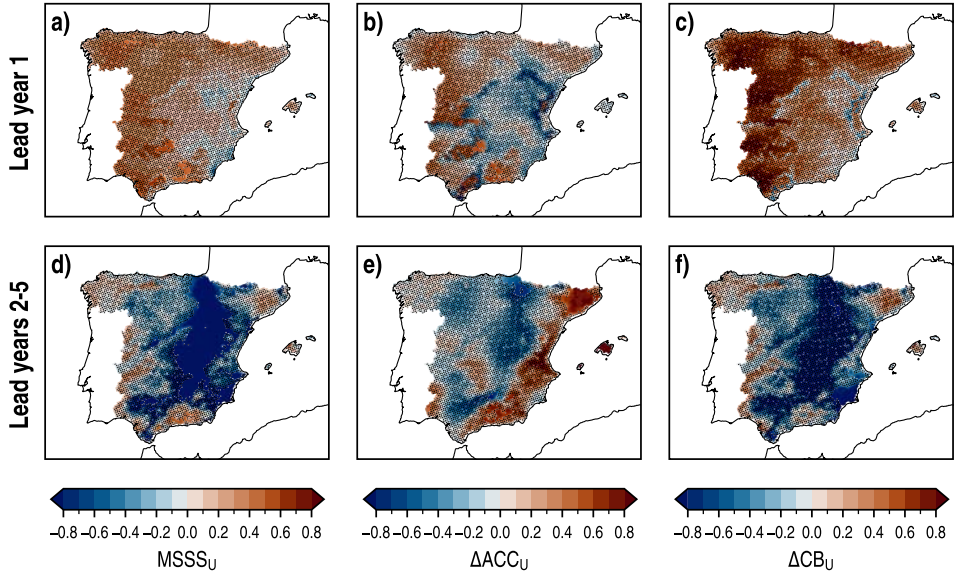 a)
b)
c)
Lead year 1
d)
e)
f)
Lead years 2-5
−0.8 −0.6 −0.4 −0.2 0.0 0.2 0.4 0.6 0.8
−0.8 −0.6 −0.4 −0.2 0.0 0.2 0.4 0.6 0.8
−0.8 −0.6 −0.4 −0.2 0.0 0.2 0.4 0.6 0.8
MSSS_U
ΔACC_U
ΔCB_U